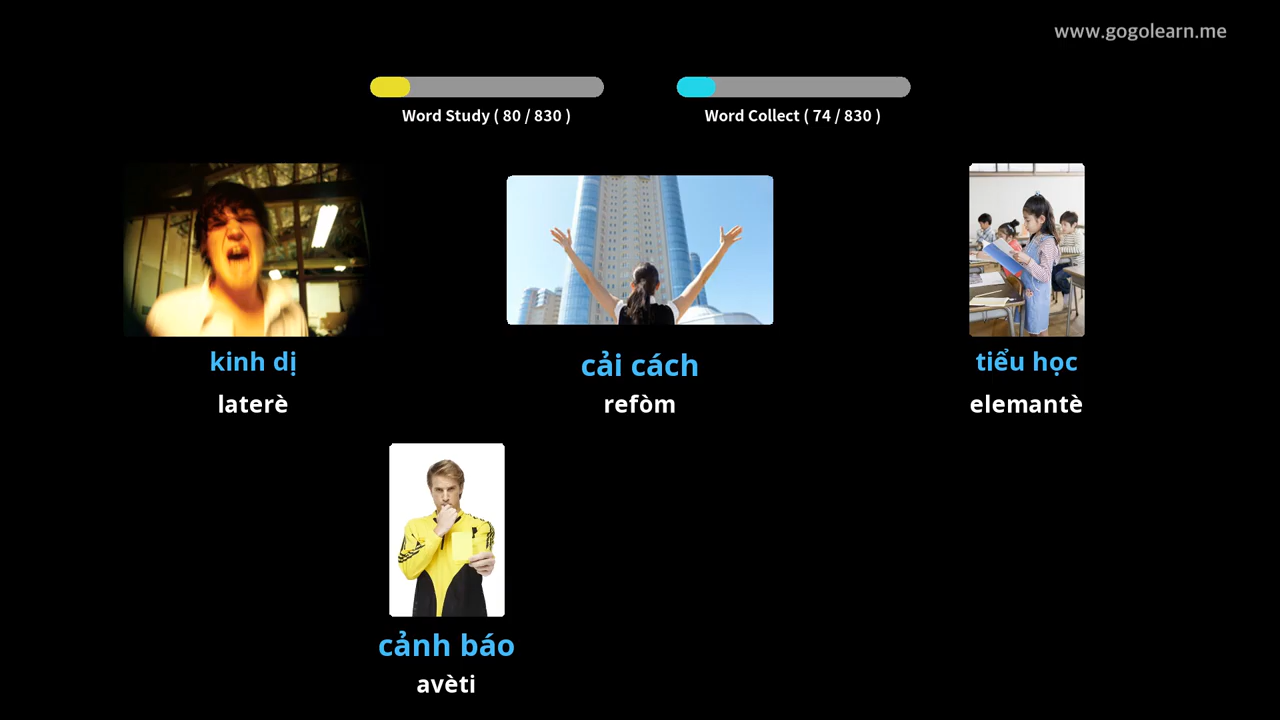 www.gogolearn.me
Word Study ( 80 / 830 )
Word Collect ( 74 / 830 )
kinh dị
laterè
cải cách
refòm
tiểu học
elemantè
cảnh báo
avèti